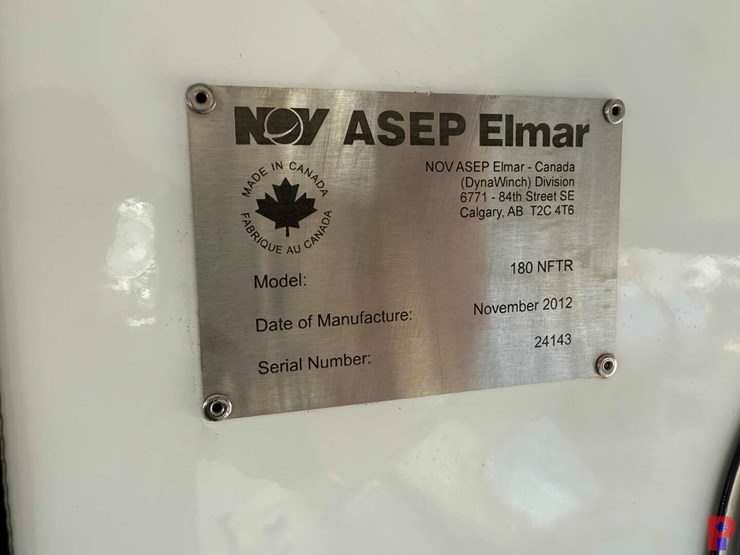 NOV ASEP Elmar
NOV ASEP Elmar - Canada
(DynaWinch) Division
6771 - 84th Street SE
Calgary, AB T2C 4T6
MADE IN CANADA
FABRIQUE AU CANADA
Model: 180 NFTR
Date of Manufacture: November 2012
Serial Number: 24143